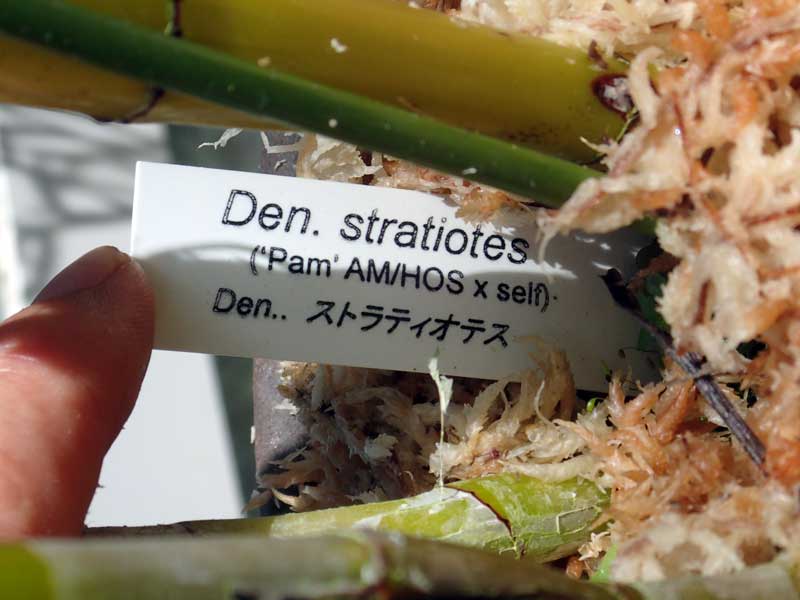 Den. stratiotes
('Pam' AM/HOS x self)
Den.. ストラティオテス